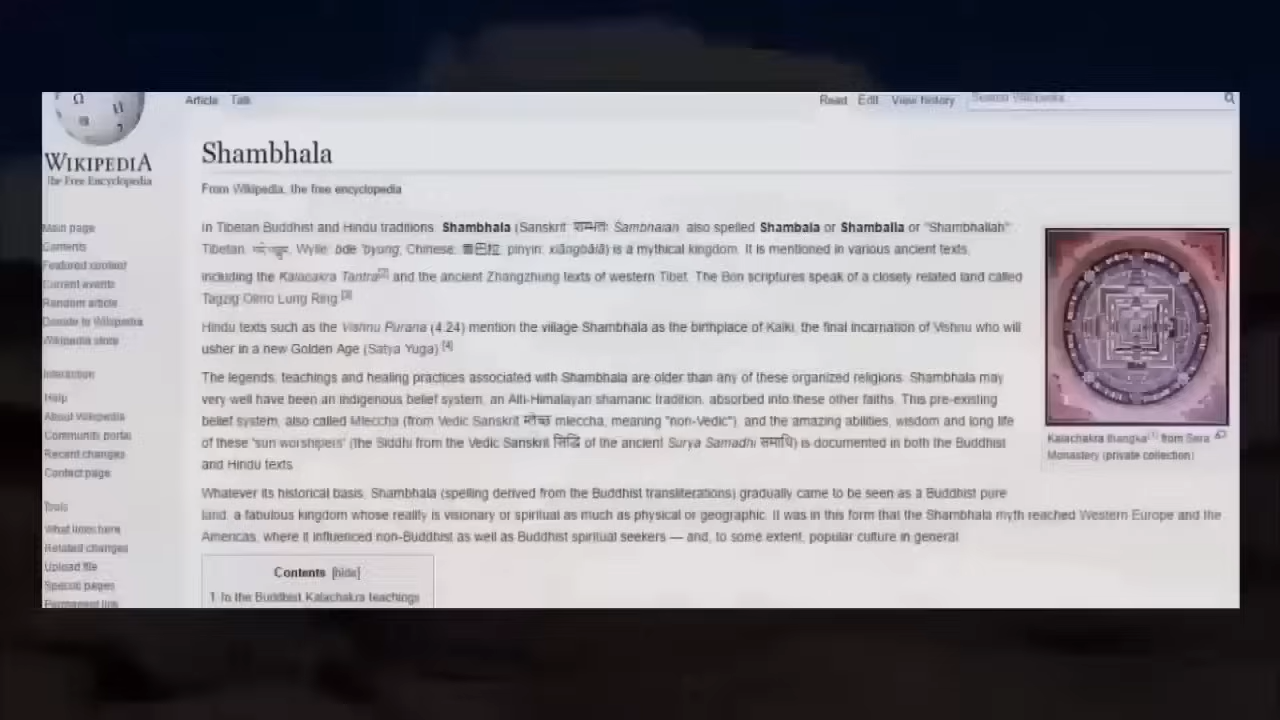 Article Talk
Read Edit View history Search Wikipedia
WIKIPEDIA
The Free Encyclopedia
Shambhala
From Wikipedia, the free encyclopedia
In Tibetan Buddhist and Hindu traditions, Shambhala (Sanskrit: also spelled Shambala or Shamballa or "Shambhallah";
Tibetan: Wylie: bde 'byung; Chinese: pinyin: xiāngbālā) is a mythical kingdom. It is mentioned in various ancient texts,
including the Kalacakra Tantra[2] and the ancient Zhangzhung texts of western Tibet. The Bon scriptures speak of a closely related land called
Tagzig Olmo Lung Ring.[3]
Hindu texts such as the Vishnu Purana (4.24) mention the village Shambhala as the birthplace of Kalki, the final incarnation of Vishnu who will
usher in a new Golden Age (Satya Yuga).[4]
The legends, teachings and healing practices associated with Shambhala are older than any of these organized religions. Shambhala may
very well have been an indigenous belief system, an Alti-Himalayan shamanic tradition, absorbed into these other faiths. This pre-existing
belief system, also called Mleccha (from Vedic Sanskrit म्लेच्छ mleccha, meaning "non-Vedic"), and the amazing abilities, wisdom and long life
of these 'sun worshipers' (the Siddhi from the Vedic Sanskrit सिद्धि of the ancient Surya Samadhi समाधि) is documented in both the Buddhist
and Hindu texts.
Whatever its historical basis, Shambhala (spelling derived from the Buddhist transliterations) gradually came to be seen as a Buddhist pure
land, a fabulous kingdom whose reality is visionary or spiritual as much as physical or geographic. It was in this form that the Shambhala myth reached Western Europe and the
Americas, where it influenced non-Buddhist as well as Buddhist spiritual seekers — and, to some extent, popular culture in general.
Contents [hide]
1 In the Buddhist Kalachakra teachings
Kalachakra thangka[1] from Sera
Monastery (private collection)
Main page
Contents
Featured content
Current events
Random article
Donate to Wikipedia
Wikipedia store
Interaction
Help
About Wikipedia
Community portal
Recent changes
Contact page
Tools
What links here
Related changes
Upload file
Special pages
Permanent link